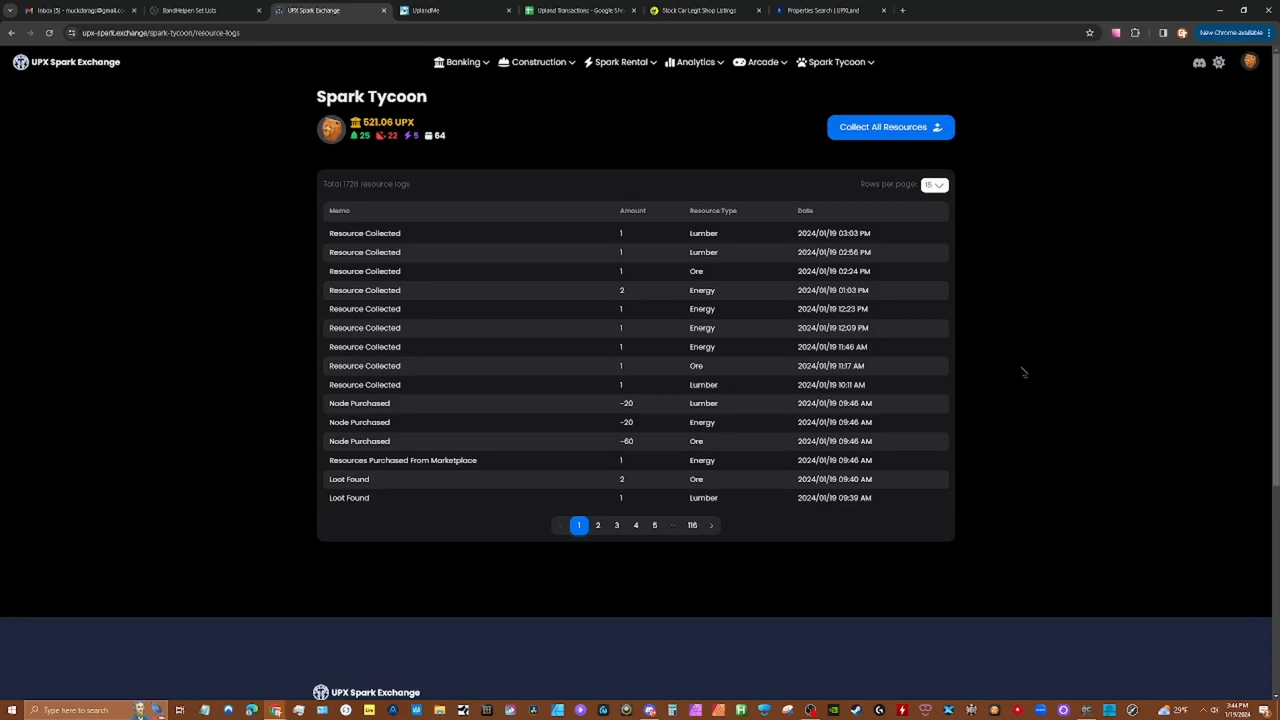 Inbox (5) - muckdarags@gmail.co
BandHelper: Set Lists
UPX Spark Exchange
UplandMe
Upland Transactions - Google She
Stock Car Legit Shop Listings
Properties Search | UPXLand
upx-spark.exchange/spark-tycoon/resource-logs
New Chrome available
UPX Spark Exchange
Banking
Construction
Spark Rental
Analytics
Arcade
Spark Tycoon
Spark Tycoon
521.06 UPX
25 22 5 64
Collect All Resources
Total 1728 resource logs
Rows per page: 15
Memo Amount Resource Type Date
Resource Collected 1 Lumber 2024/01/19 03:03 PM
Resource Collected 1 Lumber 2024/01/19 02:56 PM
Resource Collected 1 Ore 2024/01/19 02:24 PM
Resource Collected 2 Energy 2024/01/19 01:03 PM
Resource Collected 1 Energy 2024/01/19 12:23 PM
Resource Collected 1 Energy 2024/01/19 12:09 PM
Resource Collected 1 Energy 2024/01/19 11:46 AM
Resource Collected 1 Ore 2024/01/19 11:17 AM
Resource Collected 1 Lumber 2024/01/19 10:11 AM
Node Purchased -20 Lumber 2024/01/19 09:46 AM
Node Purchased -20 Energy 2024/01/19 09:46 AM
Node Purchased -60 Ore 2024/01/19 09:46 AM
Resources Purchased From Marketplace 1 Energy 2024/01/19 09:46 AM
Loot Found 2 Ore 2024/01/19 09:40 AM
Loot Found 1 Lumber 2024/01/19 09:39 AM
1 2 3 4 5 ... 116
UPX Spark Exchange
Type here to search
29°F
3:44 PM
1/19/2024